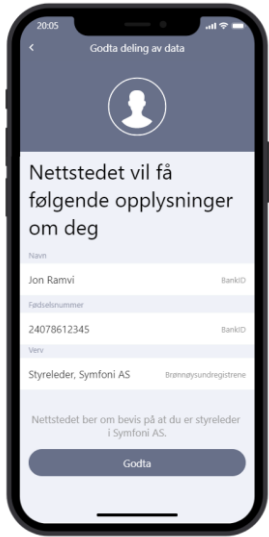 20:05
Godta deling av data
Nettstedet vil få
følgende opplysninger
om deg
Navn
Jon Ramvi BankID
Fødselsnummer
24078612345 BankID
Verv
Styreleder, Symfoni AS Brønnøysundregistrene
Nettstedet ber om bevis på at du er styreleder
i Symfoni AS.
Godta